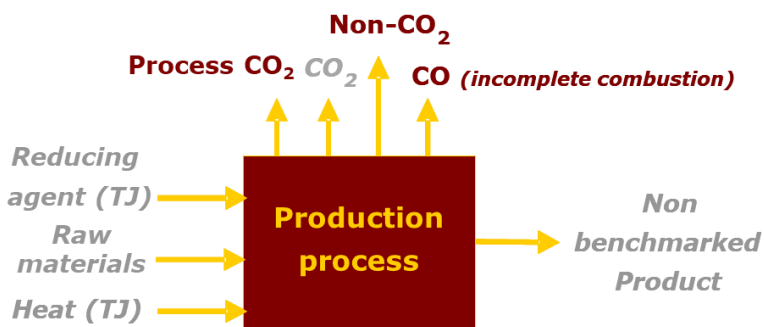 Non-CO₂
Process CO₂ CO₂ CO (incomplete combustion)
Reducing
agent (TJ)
Raw
materials
Heat (TJ)
Production
process
Non
benchmarked
Product